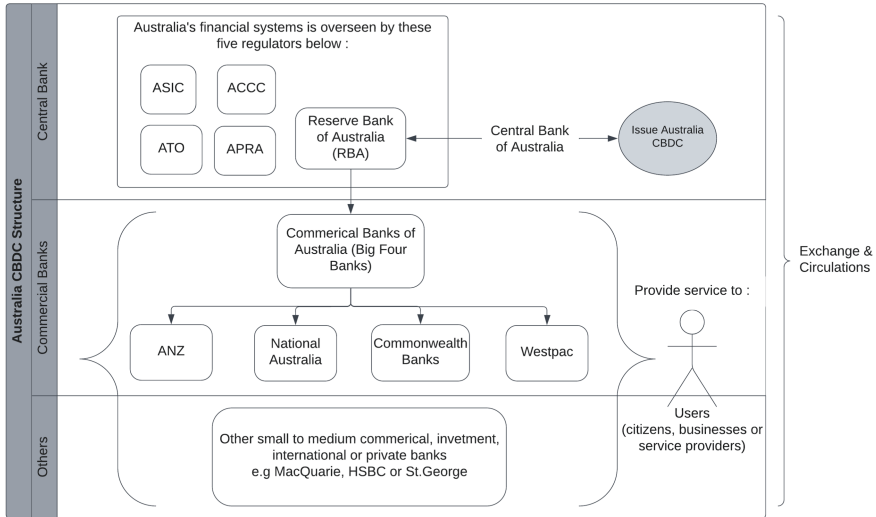 Australia CBDC Structure
Central Bank
Australia's financial systems is overseen by these
five regulators below :
ASIC
ACCC
ATO
APRA
Reserve Bank
of Australia
(RBA)
Central Bank
of Australia
Issue Australia
CBDC
Commercial Banks
Commerical Banks of
Australia (Big Four
Banks)
ANZ
National
Australia
Commonwealth
Banks
Westpac
Provide service to :
Users
(citizens, businesses or
service providers)
Others
Other small to medium commerical, invetment,
international or private banks
e.g MacQuarie, HSBC or St.George
Exchange &
Circulations